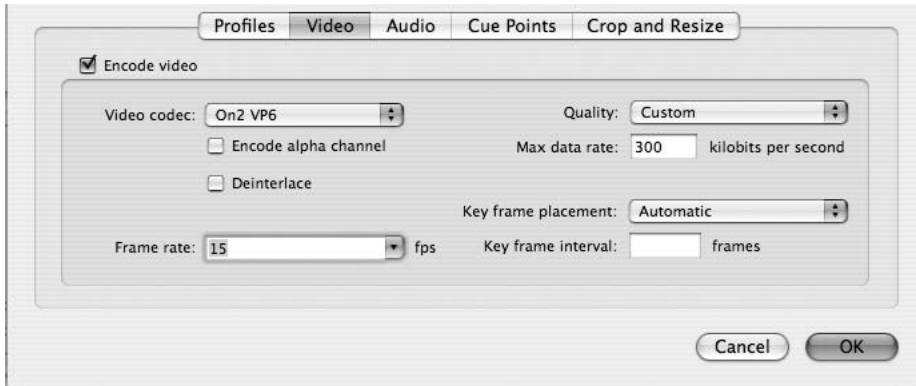 Profiles Video Audio Cue Points Crop and Resize
Encode video
Video codec: On2 VP6
Quality: Custom
Encode alpha channel
Max data rate: 300 kilobits per second
Deinterlace
Key frame placement: Automatic
Frame rate: 15 fps
Key frame interval: frames
Cancel OK